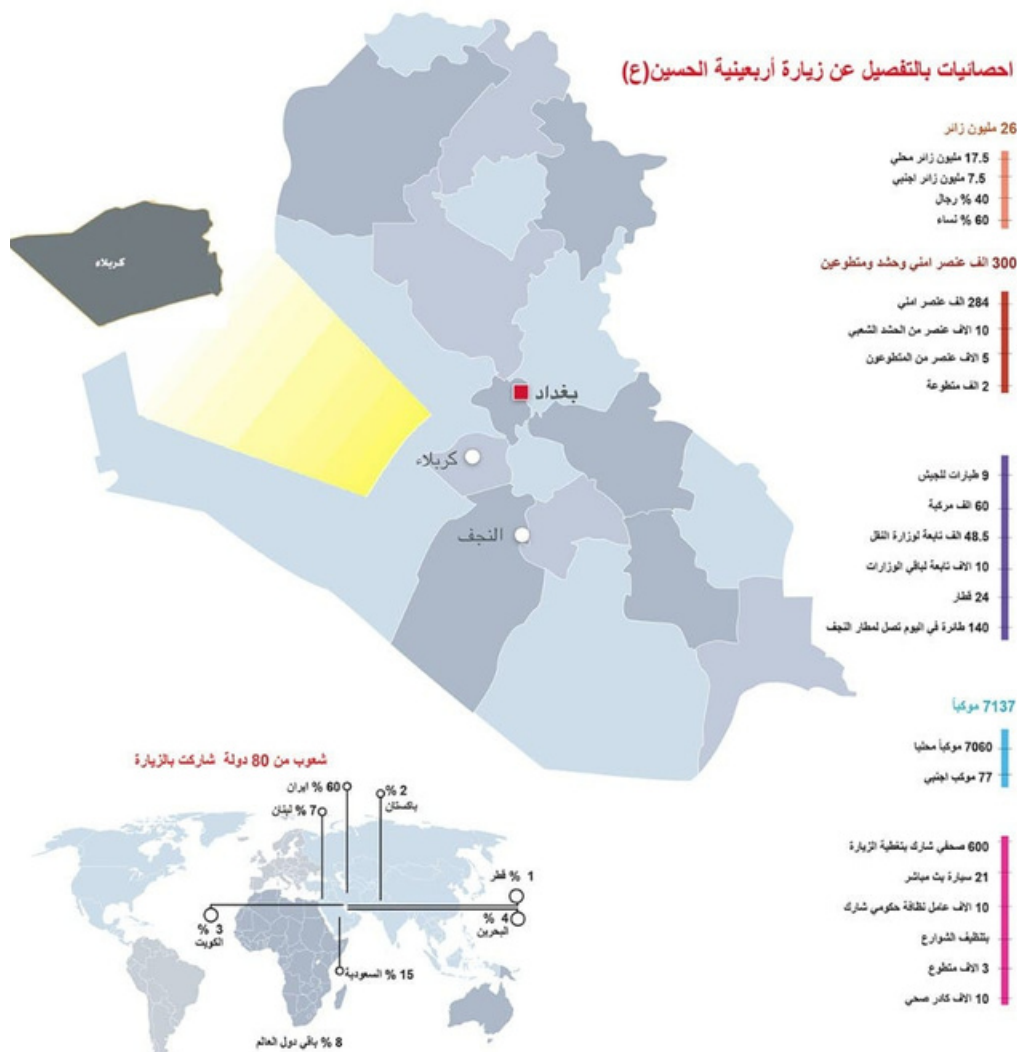 احصائيات بالتفصيل عن زيارة أربعينية الحسين(ع)
26 مليون زائر
17.5 مليون زائر محلي
7.5 مليون زائر اجنبي
40 % رجال
60 % نساء
300 الف عنصر امني وحشد ومتطوعين
284 الف عنصر امني
10 الاف عنصر من الحشد الشعبي
5 الاف عنصر من المتطوعون
2 الف متطوعة
9 طيارات للجيش
60 الف مركبة
48.5 الف تابعة لوزارة النقل
10 الاف تابعة لباقي الوزارات
24 قطار
140 طائرة في اليوم تصل لمطار النجف
7137 موكباً
7060 موكباً محليا
77 موكب اجنبي
600 صحفي شارك بتغطية الزيارة
21 سيارة بث مباشر
10 الاف عامل نظافة حكومي شارك
بتنظيف الشوارع
3 الاف متطوع
10 الاف كادر صحي
كربلاء
بغداد
كربلاء
النجف
شعوب من 80 دولة شاركت بالزيارة
60 % ايران
2 %
باكستان
7 % لبنان
1 % قطر
4 %
البحرين
3 %
الكويت
15 % السعودية
8 % باقي دول العالم